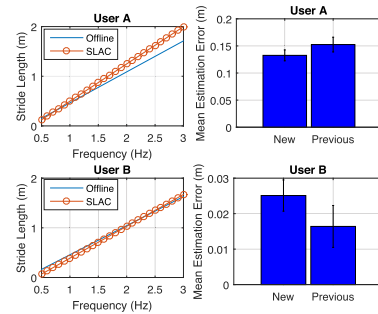 User A
Stride Length (m)
2
1
0
Offline
SLAC
0.5 1 1.5 2 2.5 3
Frequency (Hz)
User A
Mean Estimation Error (m)
0.2
0.15
0.1
0.05
0
New Previous
User B
Stride Length (m)
2
1
0
Offline
SLAC
0.5 1 1.5 2 2.5 3
Frequency (Hz)
User B
Mean Estimation Error (m)
0.03
0.02
0.01
0
New Previous